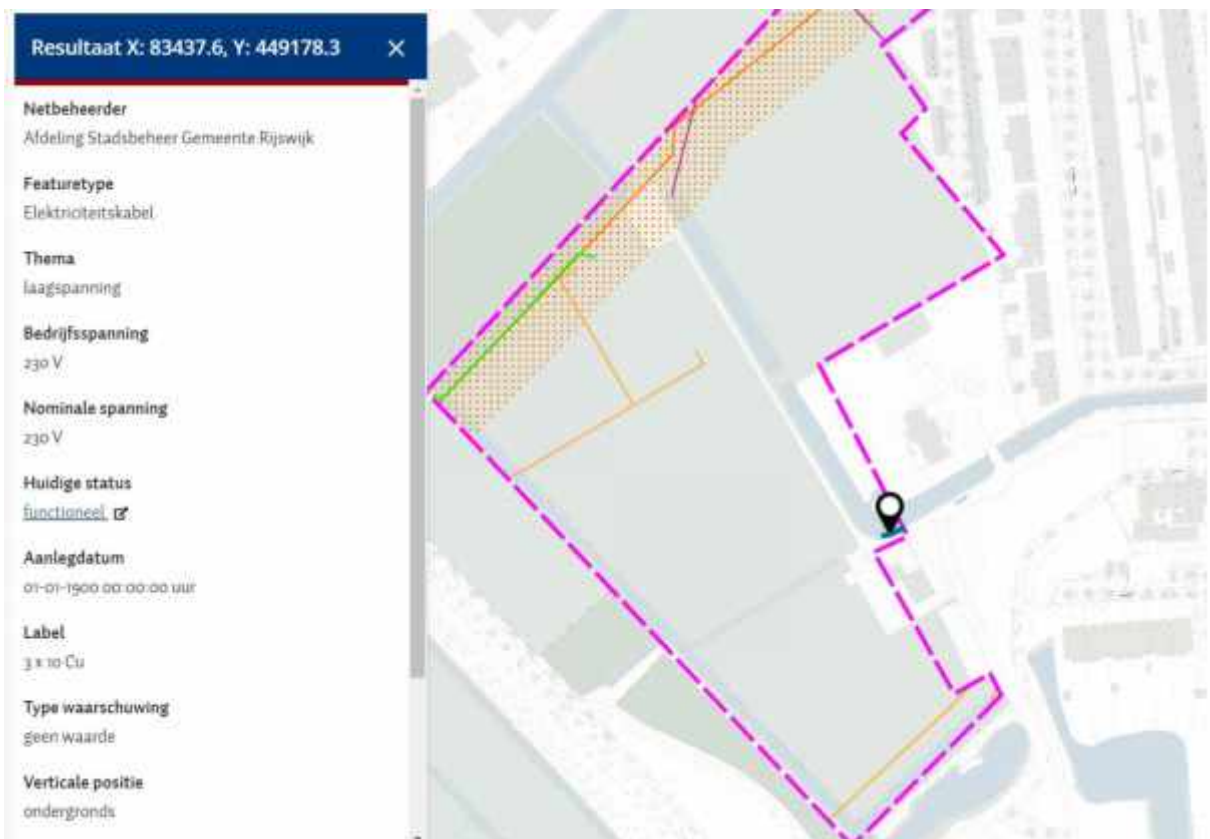 Resultaat X: 83437.6, Y: 449178.3
Netbeheerder
Afdeling Stadsbeheer Gemeente Rijswijk
Featuretype
Elektriciteitskabel
Thema
laagspanning
Bedrijfsspanning
230 V
Nominale spanning
230 V
Huidige status
functioneel
Aanlegdatum
01-01-1900 00:00:00 uur
Label
3 x 10 Cu
Type waarschuwing
geen waarde
Verticale positie
ondergronds